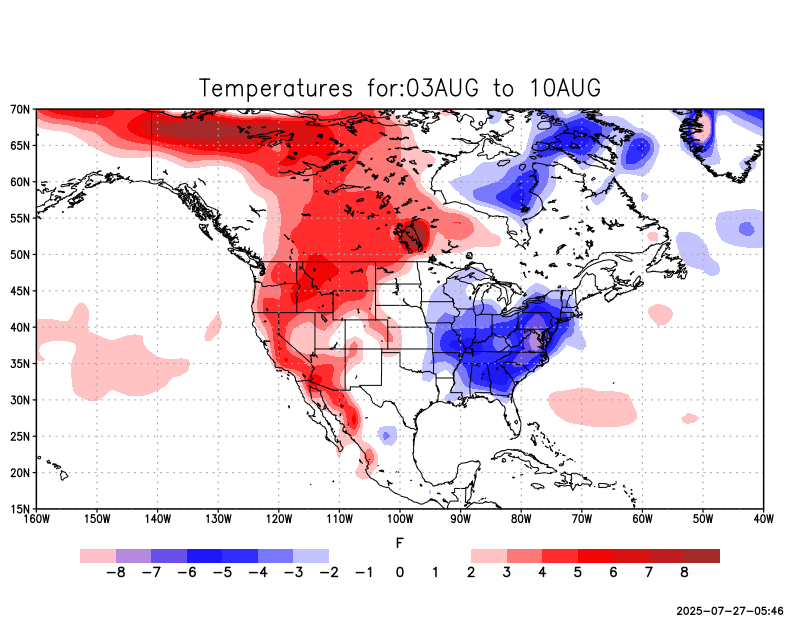 Temperatures for:03AUG to 10AUG
70N
65N
60N
55N
50N
45N
40N
35N
30N
25N
20N
15N
160W 150W 140W 130W 120W 110W 100W 90W 80W 70W 60W 50W 40W
F
−8 −7 −6 −5 −4 −3 −2 −1 0 1 2 3 4 5 6 7 8
2025-07-27-05:46